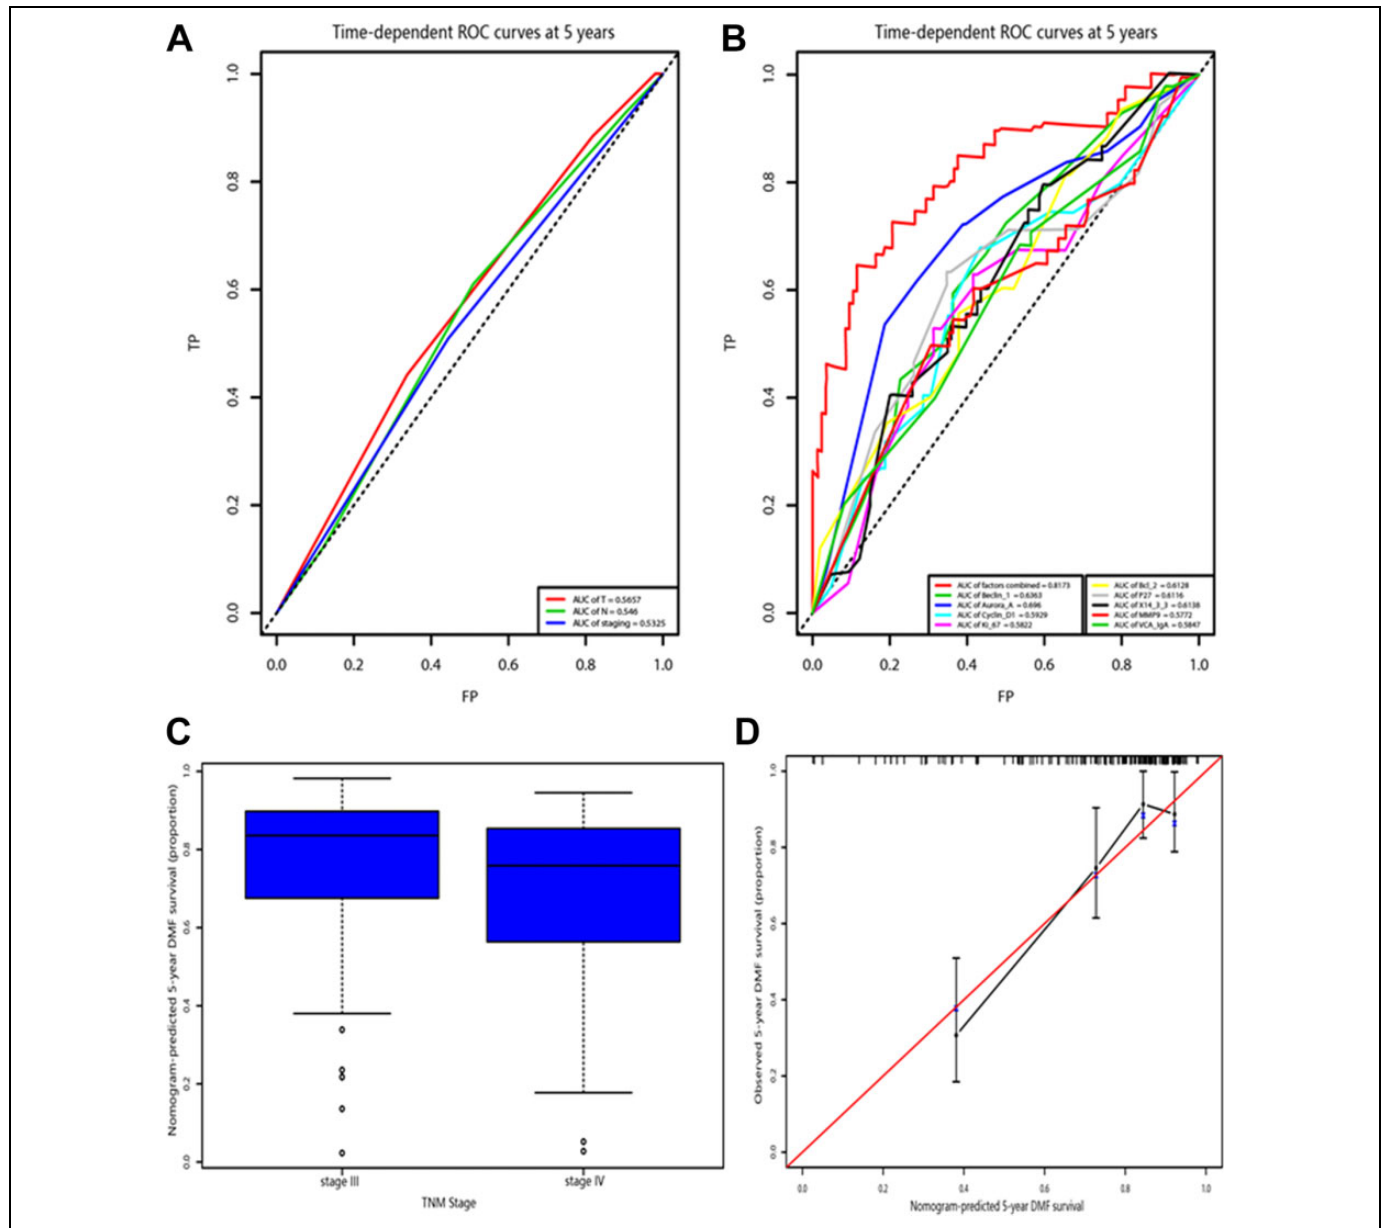 A
Time-dependent ROC curves at 5 years
1.0
0.8
0.6
0.4
0.2
0.0
TP
AUC of T = 0.5657
AUC of N = 0.546
AUC of staging = 0.5325
0.0 0.2 0.4 0.6 0.8 1.0
FP
B
Time-dependent ROC curves at 5 years
1.0
0.8
0.6
0.4
0.2
0.0
TP
AUC of factors combined = 0.8173
AUC of Beclin_1 = 0.6363
AUC of Aurora_A = 0.696
AUC of Cyclin_D1 = 0.5929
AUC of Ki_67 = 0.5822
AUC of Bcl_2 = 0.6128
AUC of P27 = 0.6116
AUC of X14_3_3 = 0.6138
AUC of MMP9 = 0.5772
AUC of VCA_IgA = 0.5847
0.0 0.2 0.4 0.6 0.8 1.0
FP
C
Nomogram-predicted 5-year DMF survival (proportion)
1.0
0.8
0.6
0.4
0.2
0.0
stage III stage IV
TNM Stage
D
Observed 5-year DMF survival (proportion)
1.0
0.8
0.6
0.4
0.2
0.0
0.0 0.2 0.4 0.6 0.8 1.0
Nomogram-predicted 5-year DMF survival